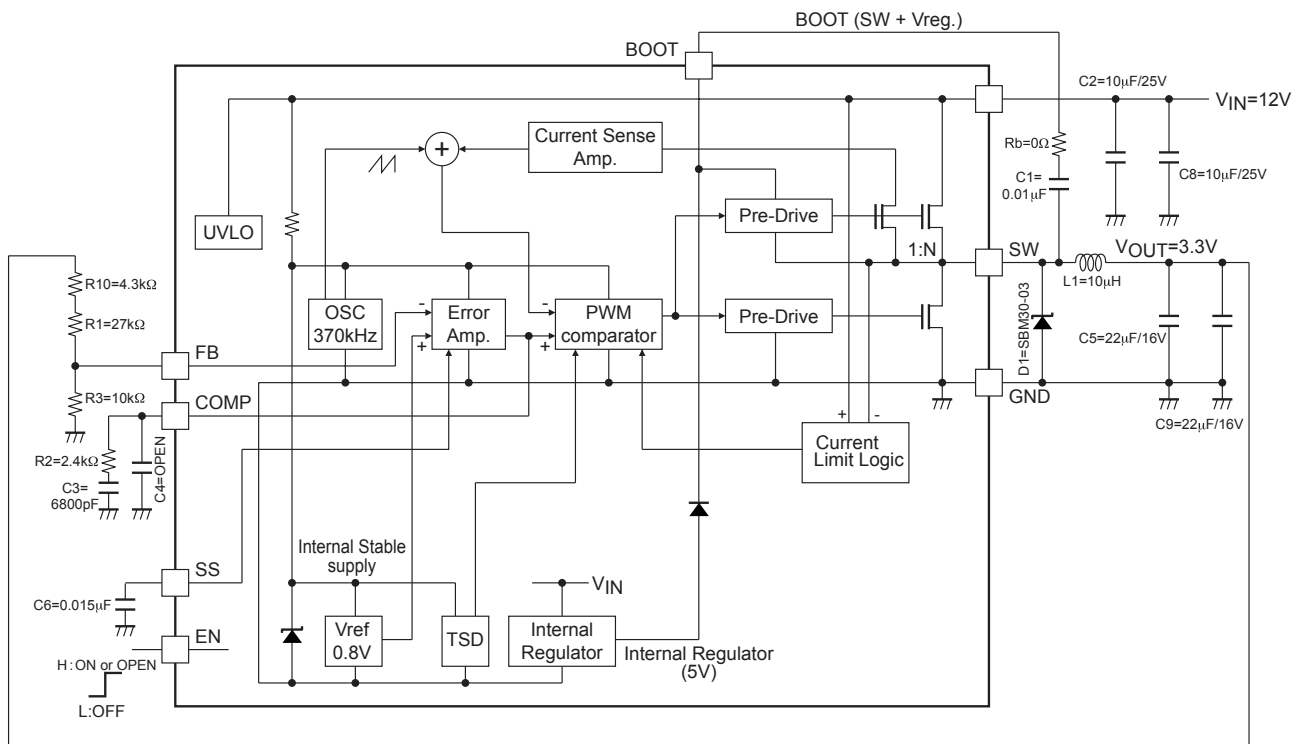 BOOT (SW + Vreg.)
BOOT
C2=10μF/25V
VIN=12V
Current Sense
Amp.
+
Rb=0Ω
C1=
0.01μF
C8=10μF/25V
UVLO
Pre-Drive
1:N
SW
VOUT=3.3V
L1=10μH
R10=4.3kΩ
R1=27kΩ
OSC
370kHz
-
+
Error
Amp.
-
+
PWM
comparator
Pre-Drive
D1=SBM30-03
C5=22μF/16V
FB
R3=10kΩ
COMP
GND
C9=22μF/16V
R2=2.4kΩ
C3=
6800pF
C4=OPEN
+ -
Current
Limit Logic
Internal Stable
supply
SS
C6=0.015μF
VIN
EN
Vref
0.8V
TSD
Internal
Regulator
Internal Regulator
(5V)
H:ON or OPEN
L:OFF